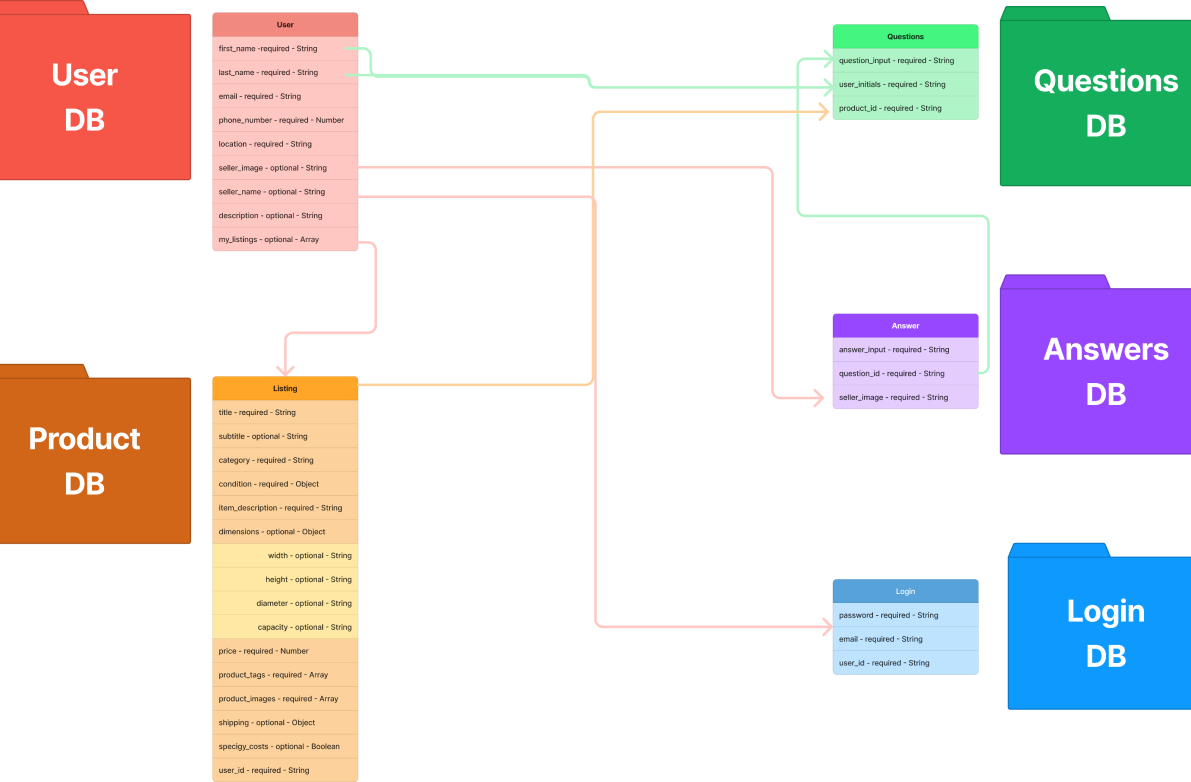 User
DB
User
first_name -required - String
last_name - required - String
email - required - String
phone_number - required - Number
location - required - String
seller_image - optional - String
seller_name - optional - String
description - optional - String
my_listings - optional - Array
Questions
question_input - required - String
user_initials - required - String
product_id - required - String
Questions
DB
Answer
answer_input - required - String
question_id - required - String
seller_image - required - String
Answers
DB
Product
DB
Listing
title - required - String
subtitle - optional - String
category - required - String
condition - required - Object
item_description - required - String
dimensions - optional - Object
width - optional - String
height - optional - String
diameter - optional - String
capacity - optional - String
price - required - Number
product_tags - required - Array
product_images - required - Array
shipping - optional - Object
specigy_costs - optional - Boolean
user_id - required - String
Login
password - required - String
email - required - String
user_id - required - String
Login
DB